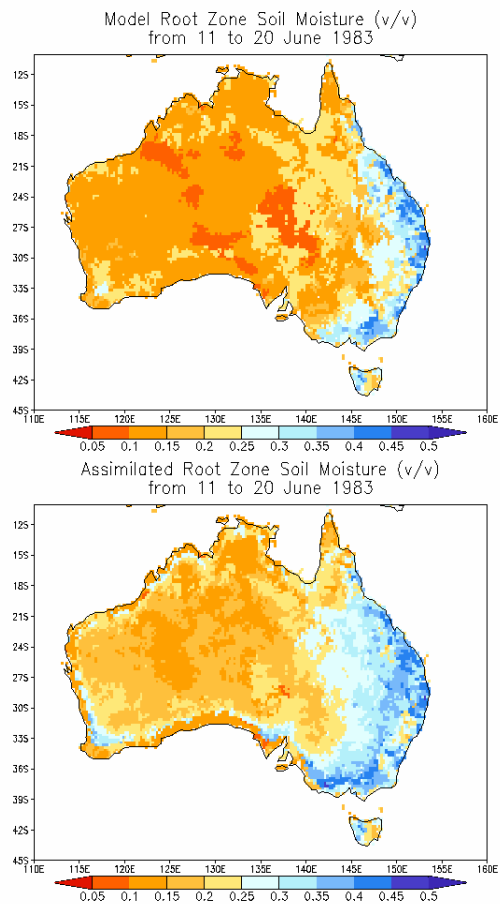 Model Root Zone Soil Moisture (v/v)
from 11 to 20 June 1983
12S
15S
18S
21S
24S
27S
30S
33S
36S
39S
42S
45S
110E 115E 120E 125E 130E 135E 140E 145E 150E 155E 160E
0.05 0.1 0.15 0.2 0.25 0.3 0.35 0.4 0.45 0.5
Assimilated Root Zone Soil Moisture (v/v)
from 11 to 20 June 1983
12S
15S
18S
21S
24S
27S
30S
33S
36S
39S
42S
45S
110E 115E 120E 125E 130E 135E 140E 145E 150E 155E 160E
0.05 0.1 0.15 0.2 0.25 0.3 0.35 0.4 0.45 0.5